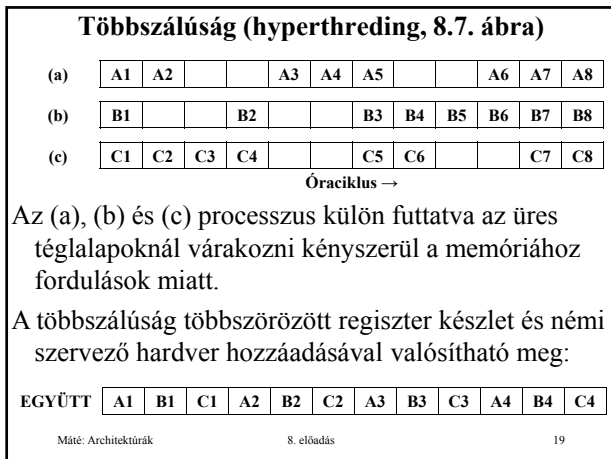 Többszálúság (hyperthreding, 8.7. ábra)
(a) A1 A2 A3 A4 A5 A6 A7 A8
(b) B1 B2 B3 B4 B5 B6 B7 B8
(c) C1 C2 C3 C4 C5 C6 C7 C8
Óraciklus →
Az (a), (b) és (c) processzus külön futtatva az üres
téglalapoknál várakozni kényszerül a memóriához
fordulások miatt.
A többszálúság többszörözött regiszter készlet és némi
szervező hardver hozzáadásával valósítható meg:
EGYÜTT A1 B1 C1 A2 B2 C2 A3 B3 C3 A4 B4 C4
Máté: Architektúrák 8. előadás 19